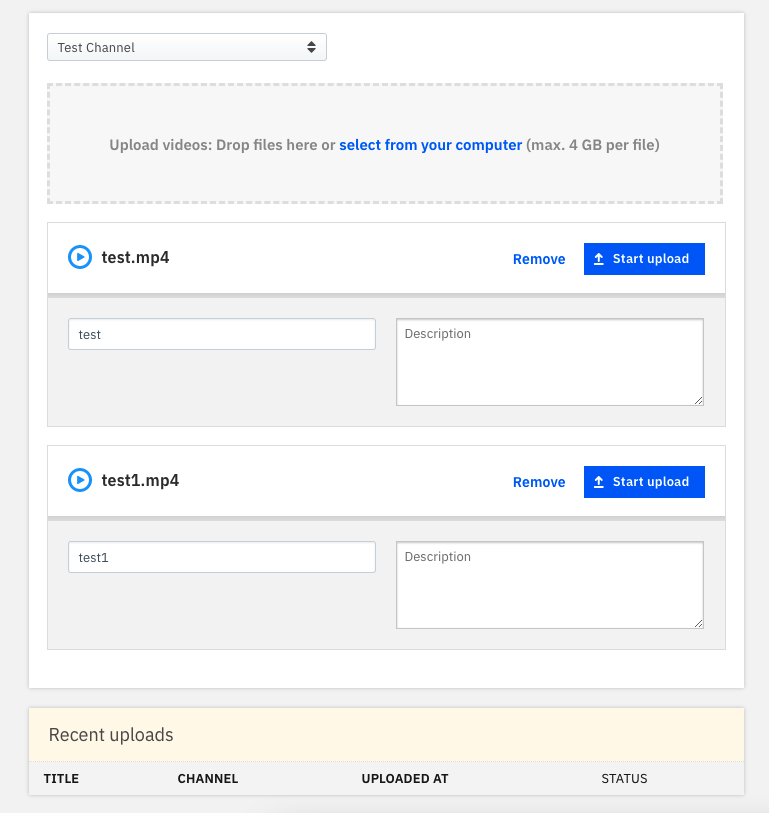 Test Channel
Upload videos: Drop files here or select from your computer (max. 4 GB per file)
test.mp4
Remove
Start upload
test
Description
test1.mp4
Remove
Start upload
test1
Description
Recent uploads
TITLE CHANNEL UPLOADED AT STATUS